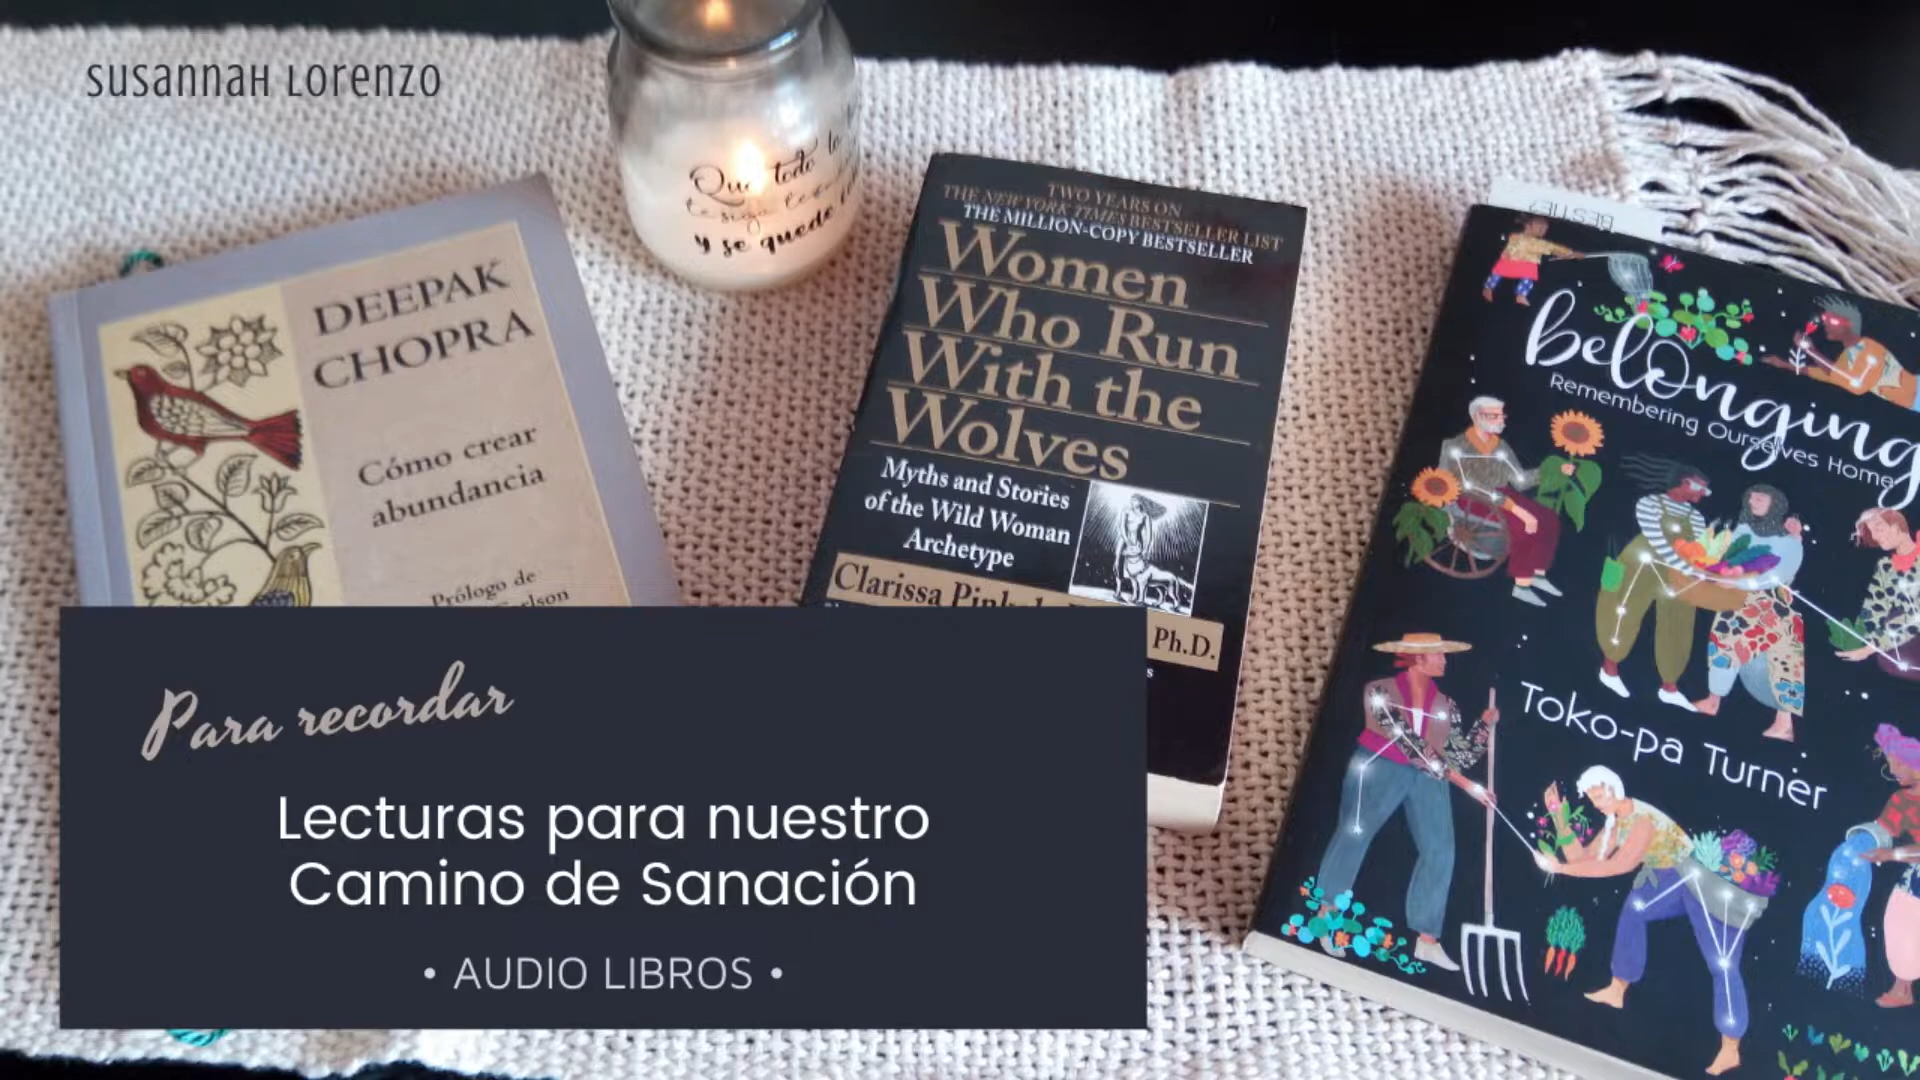 susannah Lorenzo
DEEPAK
CHOPRA
Cómo crear
abundancia
Prólogo de
Que todo lo
y se quede
TWO YEARS ON
THE NEW YORK TIMES BESTSELLER LIST
THE MILLION-COPY BESTSELLER
Women
Who Run
With the
Wolves
Myths and Stories
of the Wild Woman
Archetype
Clarissa
Ph.D.
belonging
Remembering Ourselves Home
Toko-pa Turner
Para recordar
Lecturas para nuestro
Camino de Sanación
• AUDIO LIBROS •